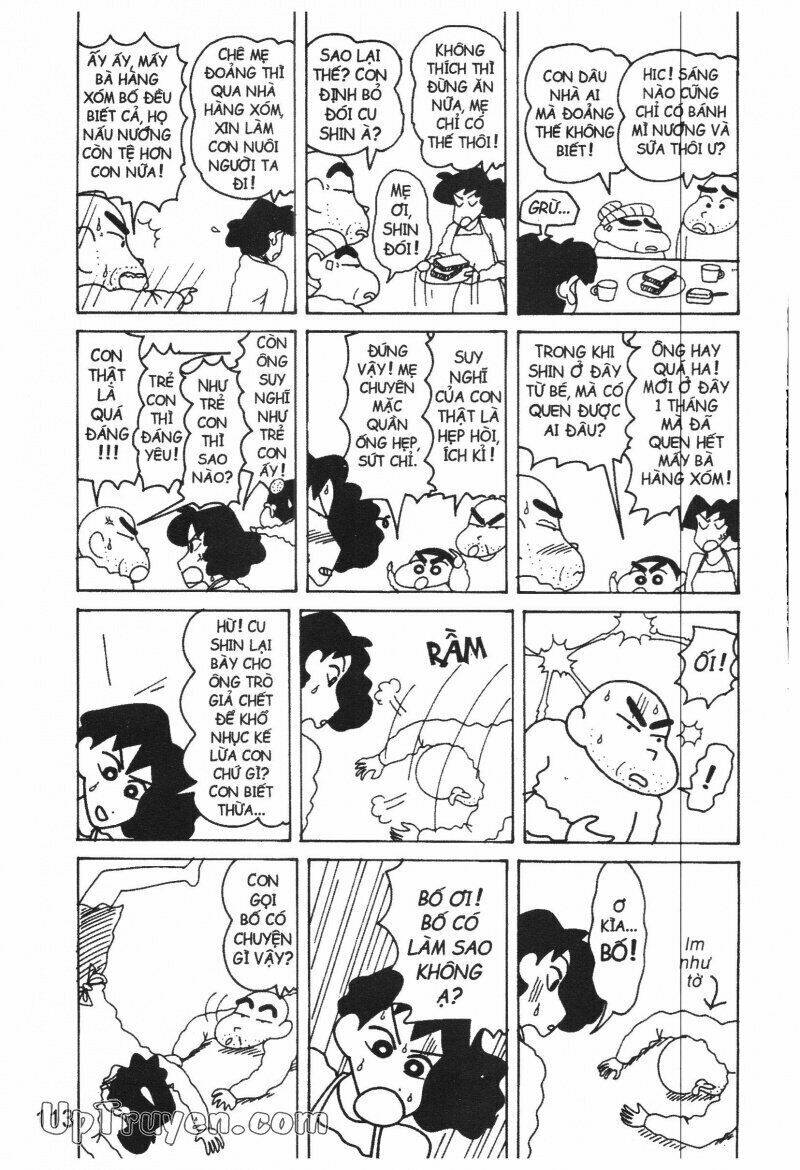 HIC! SÁNG
NÀO CŨNG
CHỈ CÓ BÁNH
MÌ NƯỚNG VÀ
SỮA THÔI Ư?
CON DÂU
NHÀ AI
MÀ ĐOẢNG
THẾ KHÔNG
BIẾT!
GRỪ...
KHÔNG
THÍCH THÌ
ĐỪNG ĂN
NỮA, MẸ
CHỈ CÓ
THẾ THÔI!
SAO LẠI
THẾ? CON
ĐỊNH BỎ
ĐÓI CU
SHIN À?
MẸ
ƠI,
SHIN
ĐÓI!
CHÊ MẸ
ĐOẢNG THÌ
QUA NHÀ
HÀNG XÓM,
XIN LÀM
CON NUÔI
NGƯỜI TA
ĐI!
ẤY ẤY, MẤY
BÀ HÀNG
XÓM BỐ ĐỀU
BIẾT CẢ, HỌ
NẤU NƯỚNG
CÒN TỆ HƠN
CON NỮA!
ÔNG HAY
QUÁ HA!
MỚI Ở ĐÂY
1 THÁNG
MÀ ĐÃ
QUEN HẾT
MẤY BÀ
HÀNG XÓM!
TRONG KHI
SHIN Ở ĐÂY
TỪ BÉ, MÀ CÓ
QUEN ĐƯỢC
AI ĐÂU?
SUY
NGHĨ
CỦA CON
THẬT LÀ
HẸP HÒI,
ÍCH KỈ!
ĐÚNG
VẬY! MẸ
CHUYÊN
MẶC
QUẦN
ỐNG HẸP,
SỨT CHỈ.
CÒN
ÔNG
SUY
NGHĨ
NHƯ
TRẺ
CON
ẤY!
NHƯ
TRẺ
CON
THÌ
SAO
NÀO?
TRẺ
CON
THÌ
ĐÁNG
YÊU!
CON
THẬT
LÀ
QUÁ
ĐÁNG
!!!
ỐI!
!
RẦM
HỪ! CU
SHIN LẠI
BÀY CHO
ÔNG TRÒ
GIẢ CHẾT
ĐỂ KHỔ
NHỤC KẾ
LỪA CON
CHỨ GÌ?
CON BIẾT
THỪA...
Ơ
KÌA...
BỐ!
Im
như
tờ
BỐ ƠI!
BỐ CÓ
LÀM SAO
KHÔNG
Ạ?
CON
GỌI
BỐ CÓ
CHUYỆN
GÌ VẬY?
113
UpTruyen.com